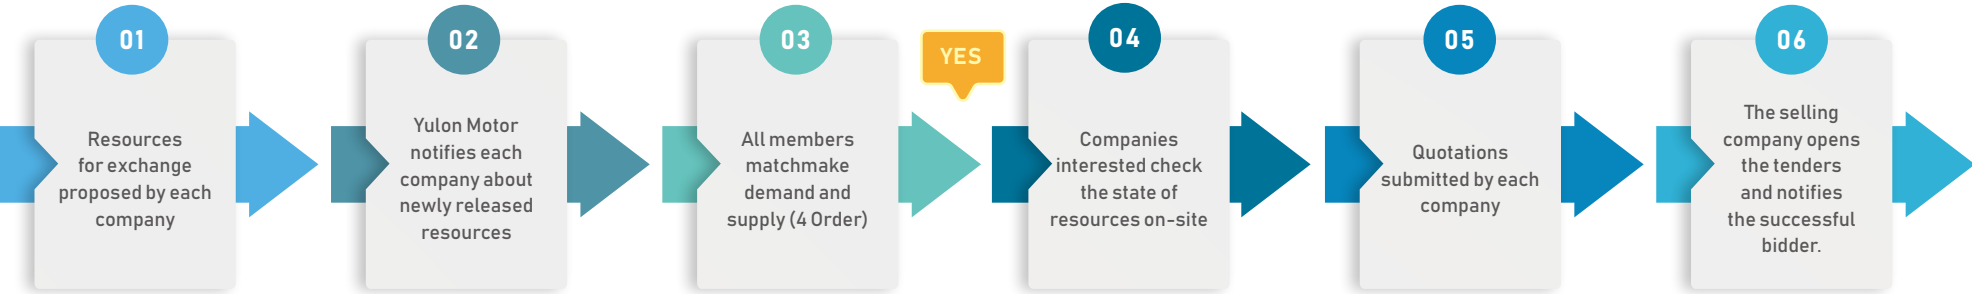 01
Resources
for exchange
proposed by each
company
02
Yulon Motor
notifies each
company about
newly released
resources
03
All members
matchmake
demand and
supply (4 Order)
YES
04
Companies
interested check
the state of
resources on-site
05
Quotations
submitted by each
company
06
The selling
company opens
the tenders
and notifies
the successful
bidder.